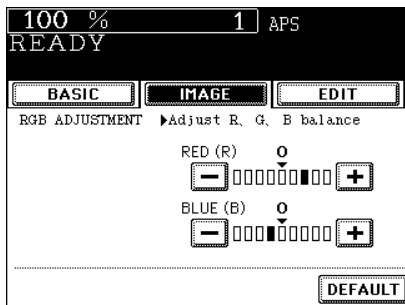 100 % 1 APS
READY
BASIC IMAGE EDIT
RGB ADJUSTMENT ▶Adjust R、 G、 B balance
RED (R) 0
− +
BLUE (B) 0
− +
DEFAULT